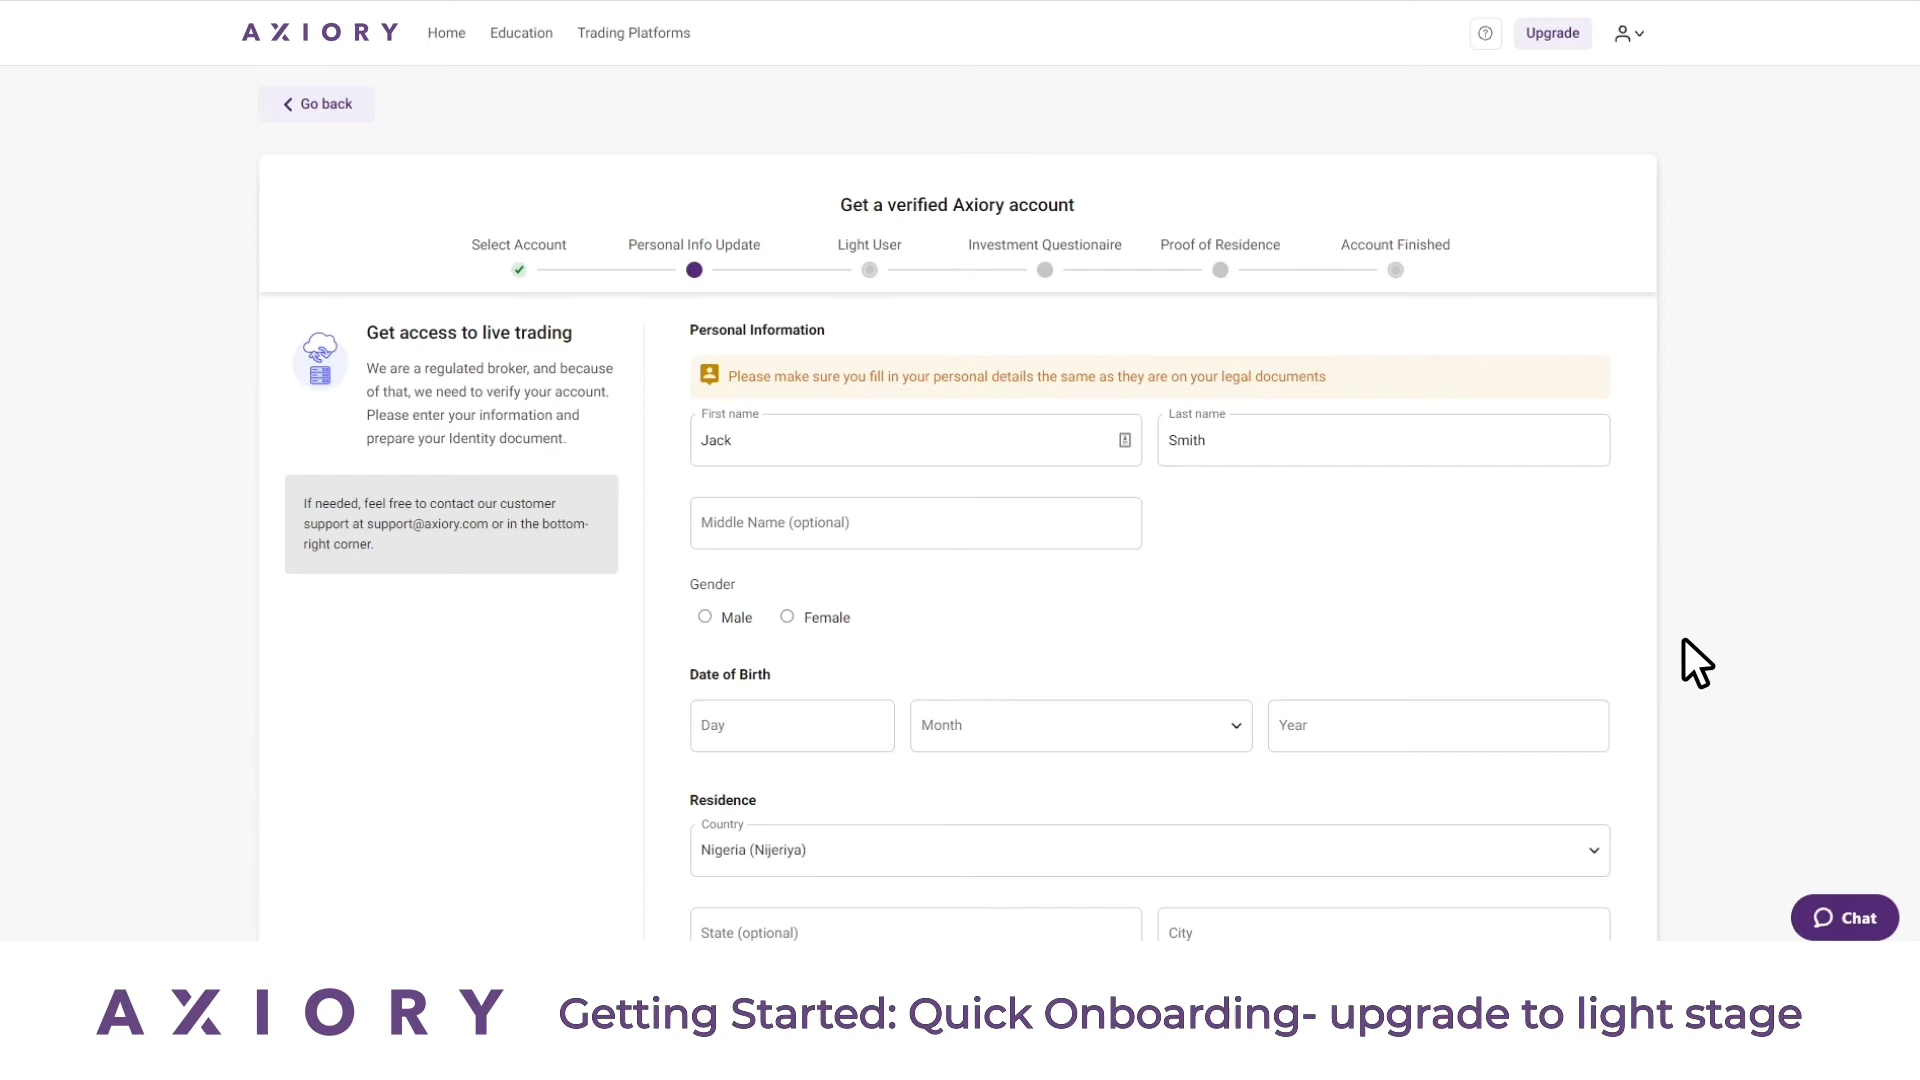 AXIORY
Home
Education
Trading Platforms
Upgrade
Go back
Get a verified Axiory account
Select Account
Personal Info Update
Light User
Investment Questionaire
Proof of Residence
Account Finished
Get access to live trading
We are a regulated broker, and because
of that, we need to verify your account.
Please enter your information and
prepare your Identity document.
If needed, feel free to contact our customer
support at support@axiory.com or in the bottom-
right corner.
Personal Information
Please make sure you fill in your personal details the same as they are on your legal documents
First name
Jack
Last name
Smith
Middle Name (optional)
Gender
Male
Female
Date of Birth
Day
Month
Year
Residence
Country
Nigeria (Nijeriya)
State (optional)
City
Chat
AXIORY
Getting Started: Quick Onboarding- upgrade to light stage